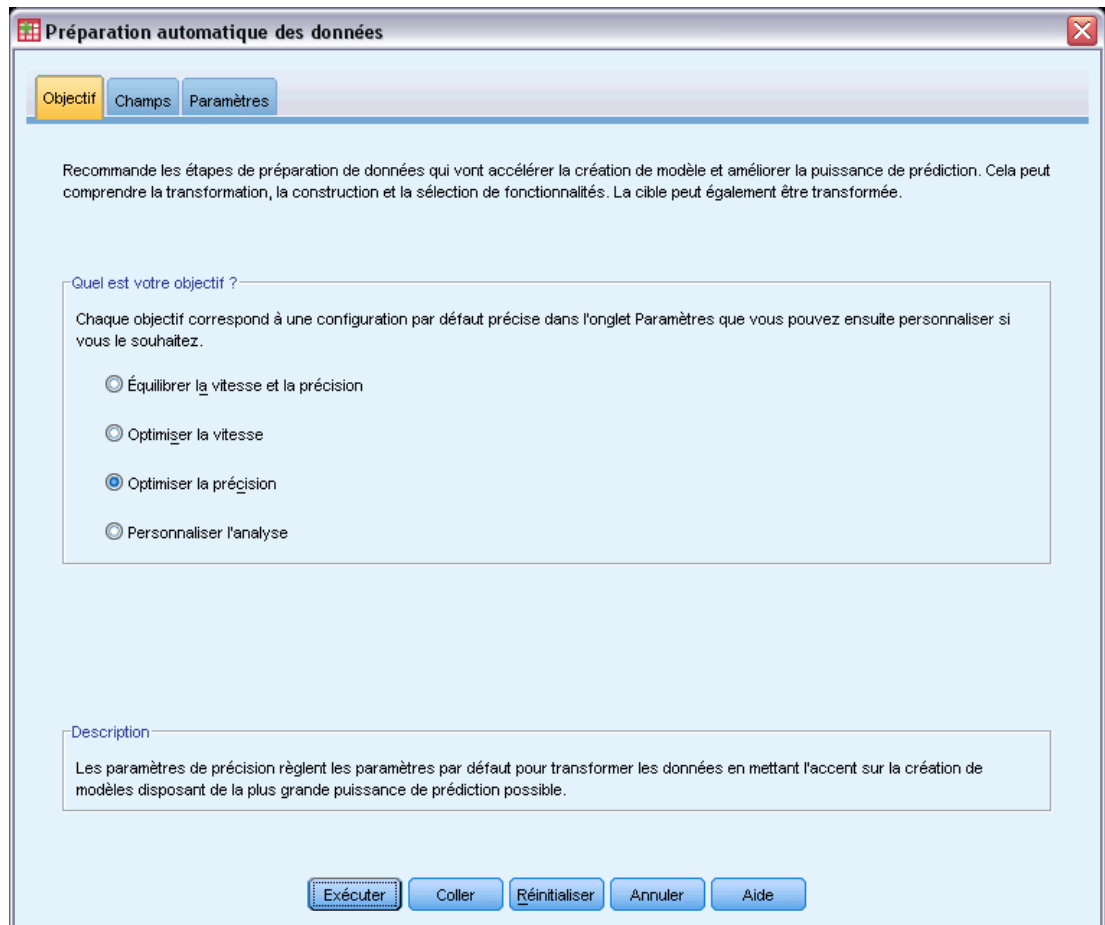 Préparation automatique des données
Objectif
Champs
Paramètres
Recommande les étapes de préparation de données qui vont accélérer la création de modèle et améliorer la puissance de prédiction. Cela peut
comprendre la transformation, la construction et la sélection de fonctionnalités. La cible peut également être transformée.
Quel est votre objectif ?
Chaque objectif correspond à une configuration par défaut précise dans l'onglet Paramètres que vous pouvez ensuite personnaliser si
vous le souhaitez.
Équilibrer la vitesse et la précision
Optimiser la vitesse
Optimiser la précision
Personnaliser l'analyse
Description
Les paramètres de précision règlent les paramètres par défaut pour transformer les données en mettant l'accent sur la création de
modèles disposant de la plus grande puissance de prédiction possible.
Exécuter
Coller
Réinitialiser
Annuler
Aide